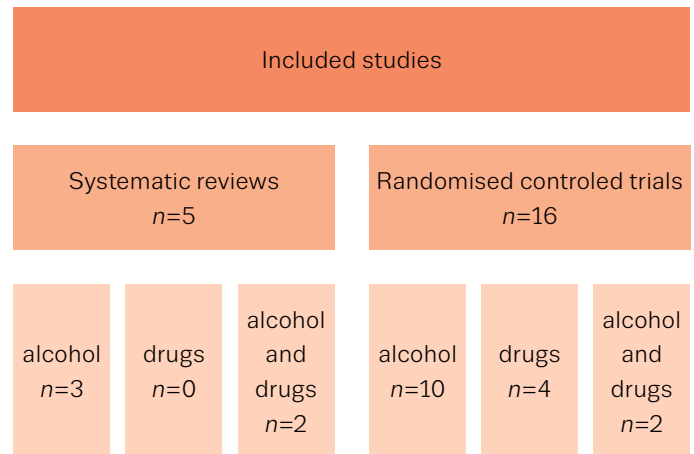 Included studies
Systematic reviews
n=5
Randomised controled trials
n=16
alcohol
n=3
drugs
n=0
alcohol
and
drugs
n=2
alcohol
n=10
drugs
n=4
alcohol
and
drugs
n=2